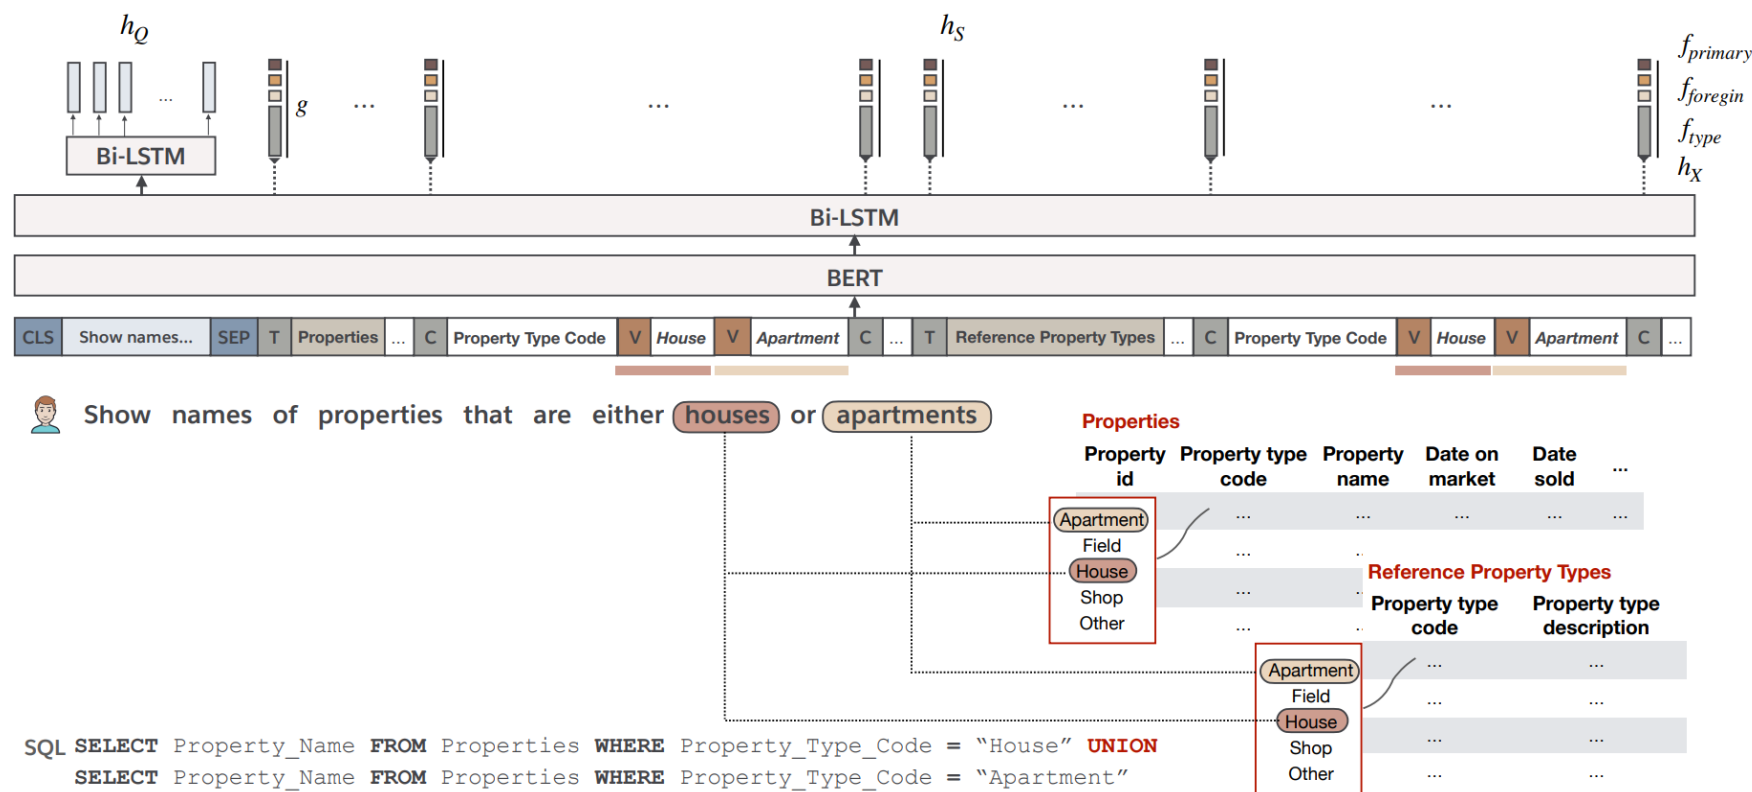 h_Q
h_S
f_primary
f_foregin
f_type
h_X
g
...
...
...
...
...
...
Bi-LSTM
Bi-LSTM
BERT
CLS Show names... SEP T Properties ... C Property Type Code V House V Apartment C ... T Reference Property Types ... C Property Type Code V House V Apartment C ...
Show names of properties that are either houses or apartments
Properties
Property id Property type code Property name Date on market Date sold ...
... ... ... ... ...
Apartment
Field
House
Shop
Other
...
...
...
Reference Property Types
Property type code Property type description
... ...
... ...
... ...
... ...
Apartment
Field
House
Shop
Other
SQL SELECT Property_Name FROM Properties WHERE Property_Type_Code = “House” UNION
SELECT Property_Name FROM Properties WHERE Property_Type_Code = “Apartment”